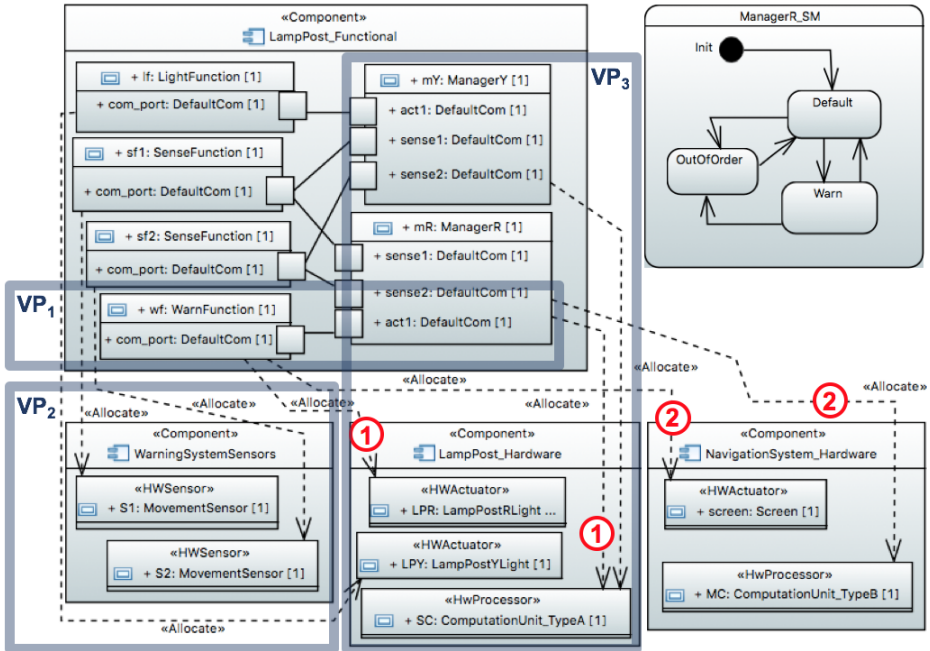 «Component»
LampPost_Functional
+ lf: LightFunction [1]
+ com_port: DefaultCom [1]
+ sf1: SenseFunction [1]
+ com_port: DefaultCom [1]
+ sf2: SenseFunction [1]
+ com_port: DefaultCom [1]
VP1
+ wf: WarnFunction [1]
+ com_port: DefaultCom [1]
VP3
+ mY: ManagerY [1]
+ act1: DefaultCom [1]
+ sense1: DefaultCom [1]
+ sense2: DefaultCom [1]
+ mR: ManagerR [1]
+ sense1: DefaultCom [1]
+ sense2: DefaultCom [1]
+ act1: DefaultCom [1]
ManagerR_SM
Init
Default
OutOfOrder
Warn
«Allocate»
«Allocate»
«Allocate»
VP2
«Allocate»
«Allocate»
«Allocate»
1
2
2
«Component»
WarningSystemSensors
«HWSensor»
+ S1: MovementSensor [1]
«HWSensor»
+ S2: MovementSensor [1]
«Allocate»
«Component»
LampPost_Hardware
«HWActuator»
+ LPR: LampPostRLight ...
1
«HWActuator»
+ LPY: LampPostYLight [1]
«HwProcessor»
+ SC: ComputationUnit_TypeA [1]
«Component»
NavigationSystem_Hardware
«HWActuator»
+ screen: Screen [1]
«HwProcessor»
+ MC: ComputationUnit_TypeB [1]